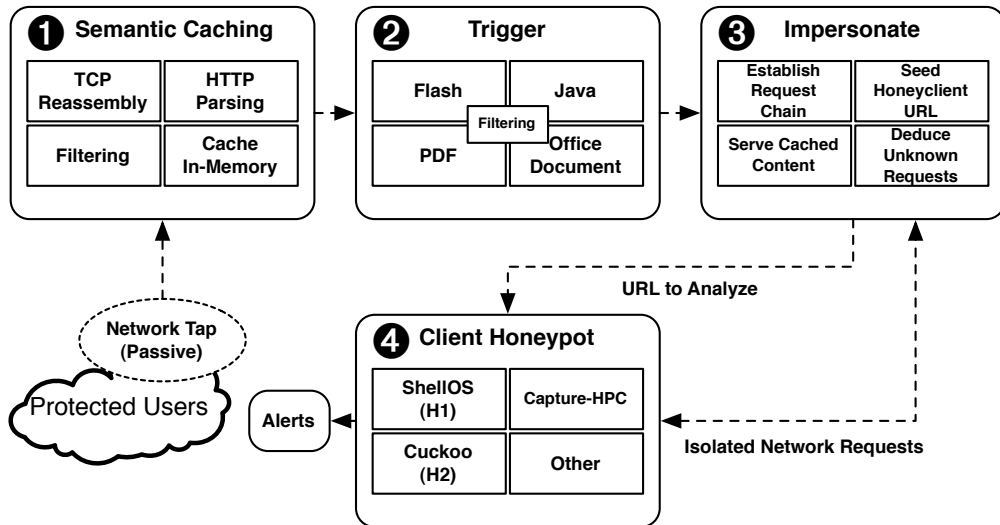 1 Semantic Caching
TCP
Reassembly
HTTP
Parsing
Filtering
Cache
In-Memory
2 Trigger
Flash
Java
Filtering
PDF
Office
Document
3 Impersonate
Establish
Request
Chain
Seed
Honeyclient
URL
Serve Cached
Content
Deduce
Unknown
Requests
URL to Analyze
Network Tap
(Passive)
Protected Users
Alerts
4 Client Honeypot
ShellOS
(H1)
Capture-HPC
Cuckoo
(H2)
Other
Isolated Network Requests